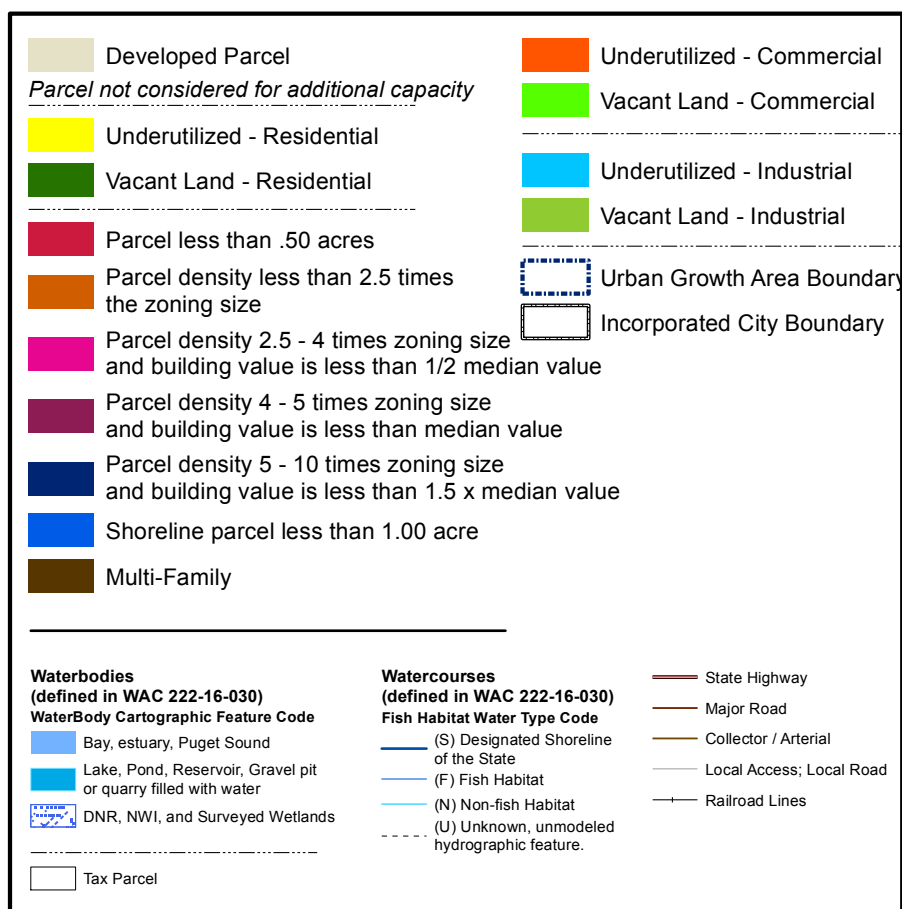 Developed Parcel
Parcel not considered for additional capacity
Underutilized - Residential
Vacant Land - Residential
Parcel less than .50 acres
Parcel density less than 2.5 times
the zoning size
Parcel density 2.5 - 4 times zoning size
and building value is less than 1/2 median value
Parcel density 4 - 5 times zoning size
and building value is less than median value
Parcel density 5 - 10 times zoning size
and building value is less than 1.5 x median value
Shoreline parcel less than 1.00 acre
Multi-Family
Underutilized - Commercial
Vacant Land - Commercial
Underutilized - Industrial
Vacant Land - Industrial
Urban Growth Area Boundary
Incorporated City Boundary
Waterbodies
(defined in WAC 222-16-030)
WaterBody Cartographic Feature Code
Bay, estuary, Puget Sound
Lake, Pond, Reservoir, Gravel pit
or quarry filled with water
DNR, NWI, and Surveyed Wetlands
Tax Parcel
Watercourses
(defined in WAC 222-16-030)
Fish Habitat Water Type Code
(S) Designated Shoreline
of the State
(F) Fish Habitat
(N) Non-fish Habitat
(U) Unknown, unmodeled
hydrographic feature.
State Highway
Major Road
Collector / Arterial
Local Access; Local Road
Railroad Lines